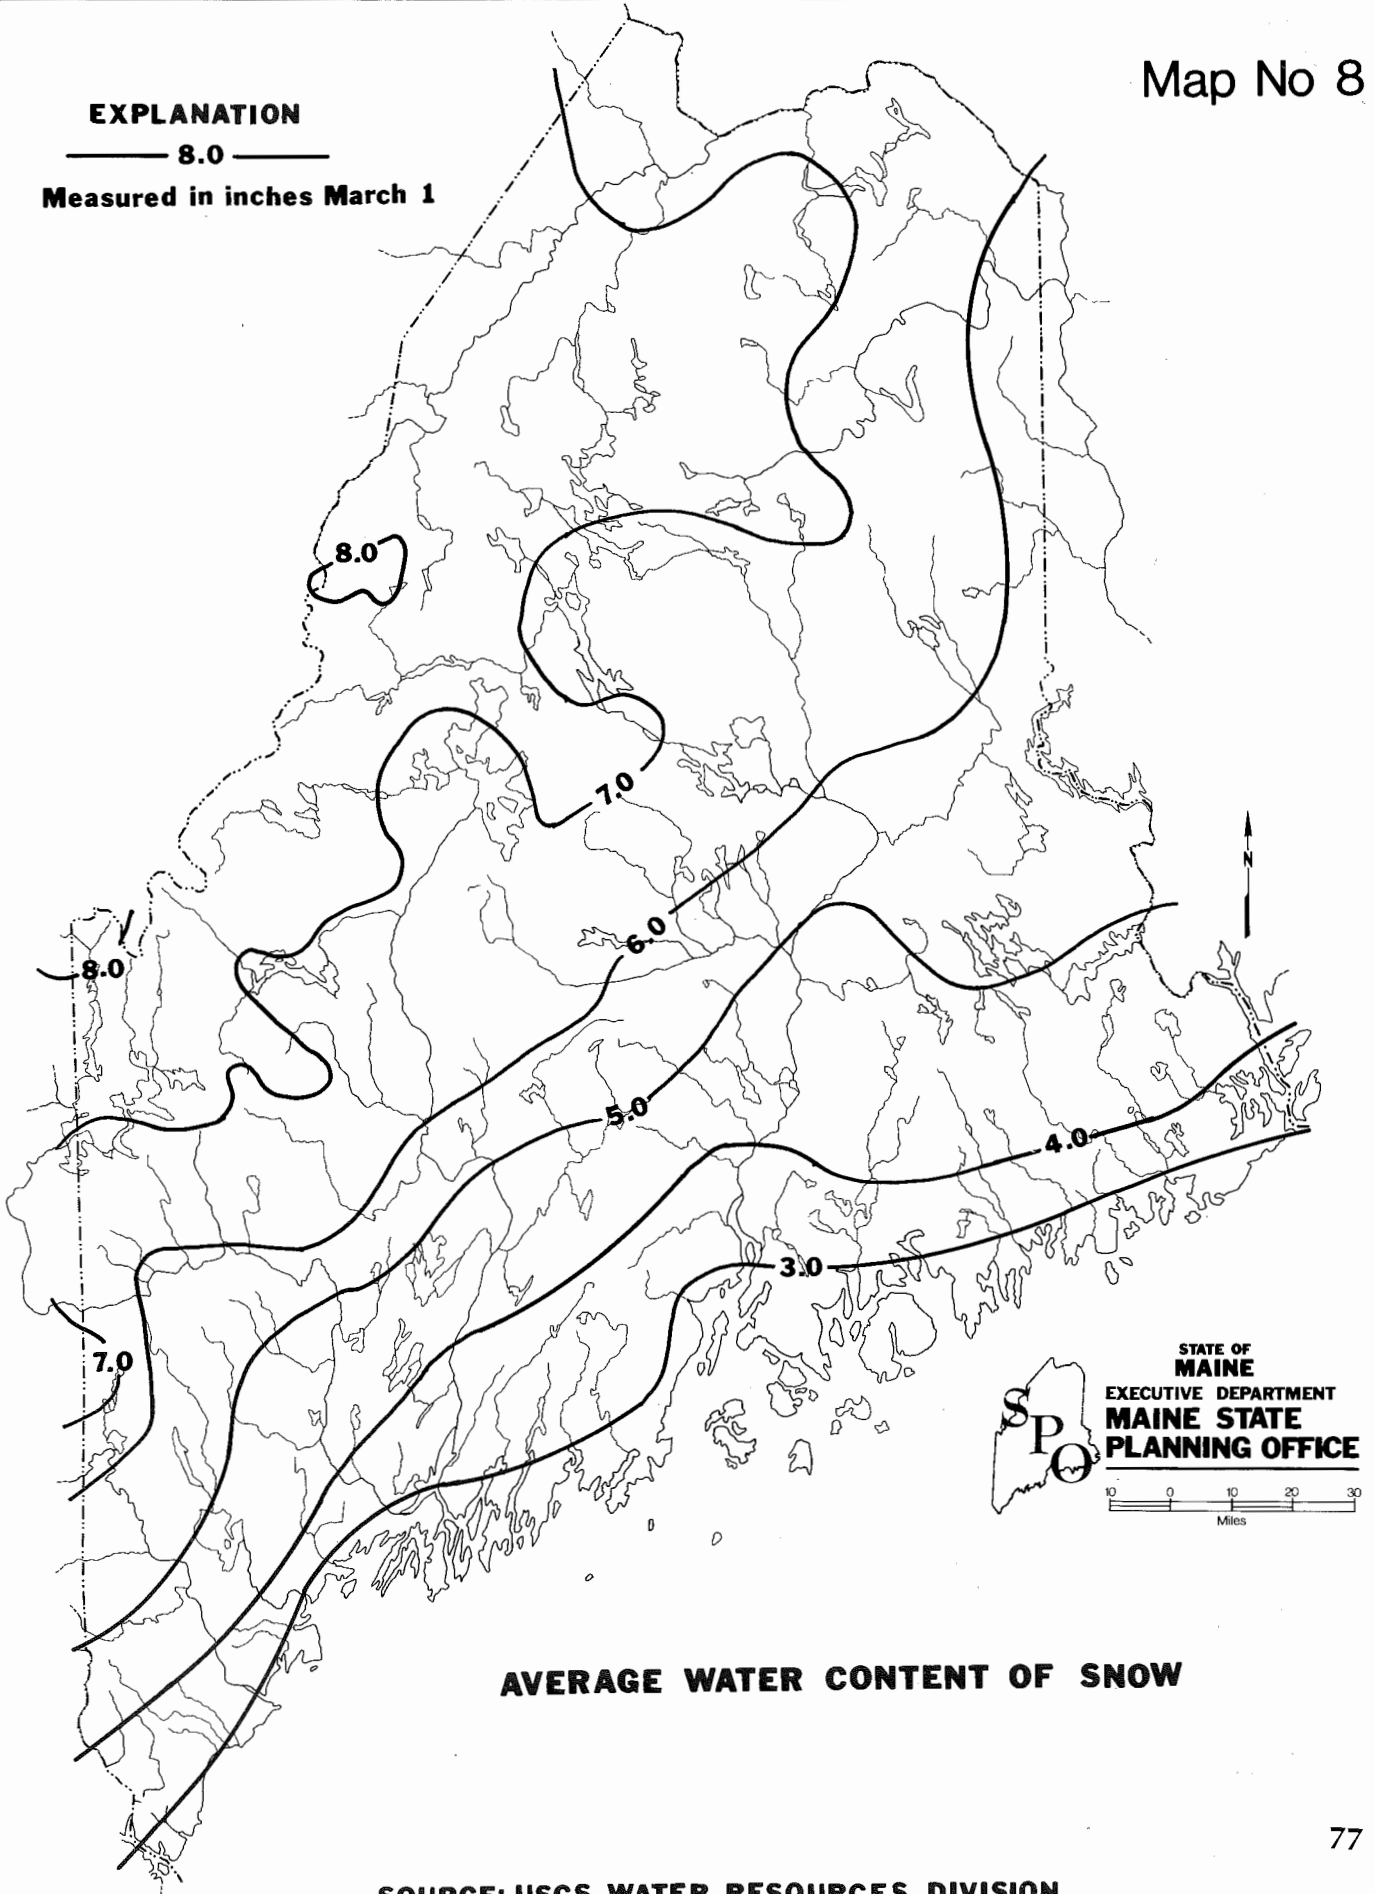 Map No 8
EXPLANATION
8.0
Measured in inches March 1
8.0
7.0
6.0
8.0
5.0
4.0
3.0
7.0
N
STATE OF
MAINE
EXECUTIVE DEPARTMENT
MAINE STATE
PLANNING OFFICE
SPO
10 0 10 20 30
Miles
AVERAGE WATER CONTENT OF SNOW
77
SOURCE: USGS WATER RESOURCES DIVISION